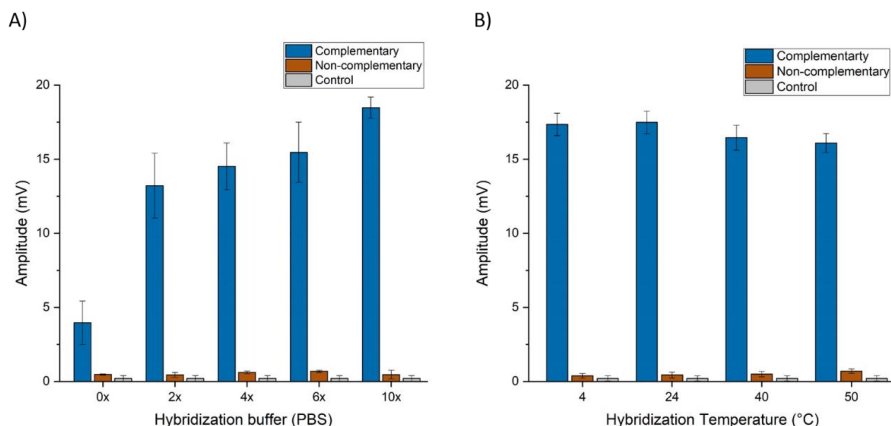 A)
Complementary
Non-complementary
Control
20
15
10
5
0
Amplitude (mV)
0x
2x
4x
6x
10x
Hybridization buffer (PBS)
B)
Complementarty
Non-complementary
Control
20
15
10
5
0
Amplitude (mV)
4
24
40
50
Hybridization Temperature (°C)